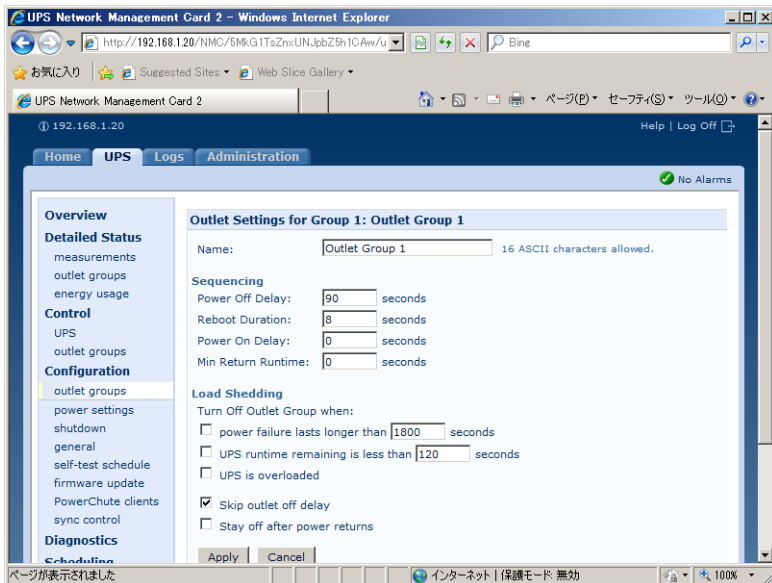 UPS Network Management Card 2 - Windows Internet Explorer
http://192.168.1.20/NMC/5MkG1TsZnxUNJpbZ5h1CAw/u
Bing
お気に入り Suggested Sites Web Slice Gallery
UPS Network Management Card 2
ページ(P) セーフティ(S) ツール(O)
192.168.1.20
Help | Log Off
Home UPS Logs Administration
No Alarms
Overview
Detailed Status
measurements
outlet groups
energy usage
Control
UPS
outlet groups
Configuration
outlet groups
power settings
shutdown
general
self-test schedule
firmware update
PowerChute clients
sync control
Diagnostics
Scheduling
Outlet Settings for Group 1: Outlet Group 1
Name: Outlet Group 1 16 ASCII characters allowed.
Sequencing
Power Off Delay: 90 seconds
Reboot Duration: 8 seconds
Power On Delay: 0 seconds
Min Return Runtime: 0 seconds
Load Shedding
Turn Off Outlet Group when:
power failure lasts longer than 1800 seconds
UPS runtime remaining is less than 120 seconds
UPS is overloaded
Skip outlet off delay
Stay off after power returns
Apply Cancel
ページが表示されました
インターネット | 保護モード: 無効
100%